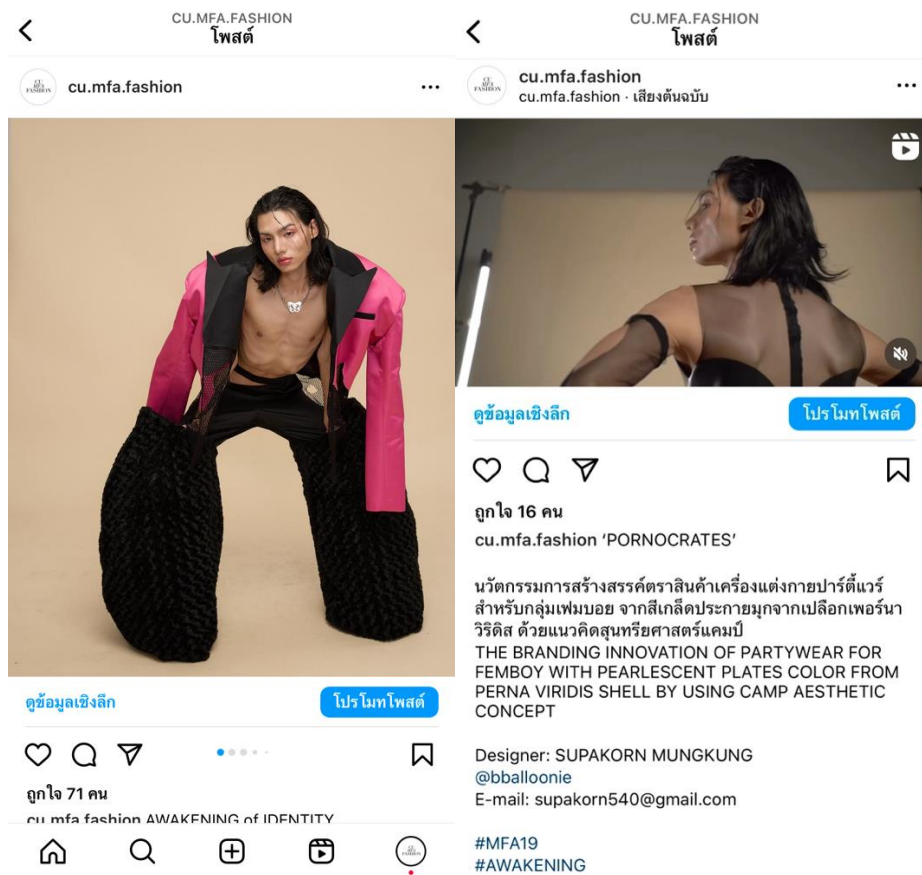 CU.MFA.FASHION
โพสต์
cu.mfa.fashion
ดูข้อมูลเชิงลึก
โปรโมทโพสต์
ถูกใจ 71 คน
cu.mfa.fashion AWAKENING of IDENTITY
CU.MFA.FASHION
โพสต์
cu.mfa.fashion
cu.mfa.fashion · เสียงต้นฉบับ
ดูข้อมูลเชิงลึก
โปรโมทโพสต์
ถูกใจ 16 คน
cu.mfa.fashion ‘PORNOCRATES’
นวัตกรรมการสร้างสรรค์ตราสินค้าเครื่องแต่งกายปาร์ตี้แวร์
สำหรับกลุ่มเฟมบอย จากสีเกล็ดประกายมุกจากเปลือกเพอร์นา
วิริดิส ด้วยแนวคิดสุนทรียศาสตร์แคมป์
THE BRANDING INNOVATION OF PARTYWEAR FOR
FEMBOY WITH PEARLESCENT PLATES COLOR FROM
PERNA VIRIDIS SHELL BY USING CAMP AESTHETIC
CONCEPT
Designer: SUPAKORN MUNGKUNG
@bballoonie
E-mail: supakorn540@gmail.com
#MFA19
#AWAKENING